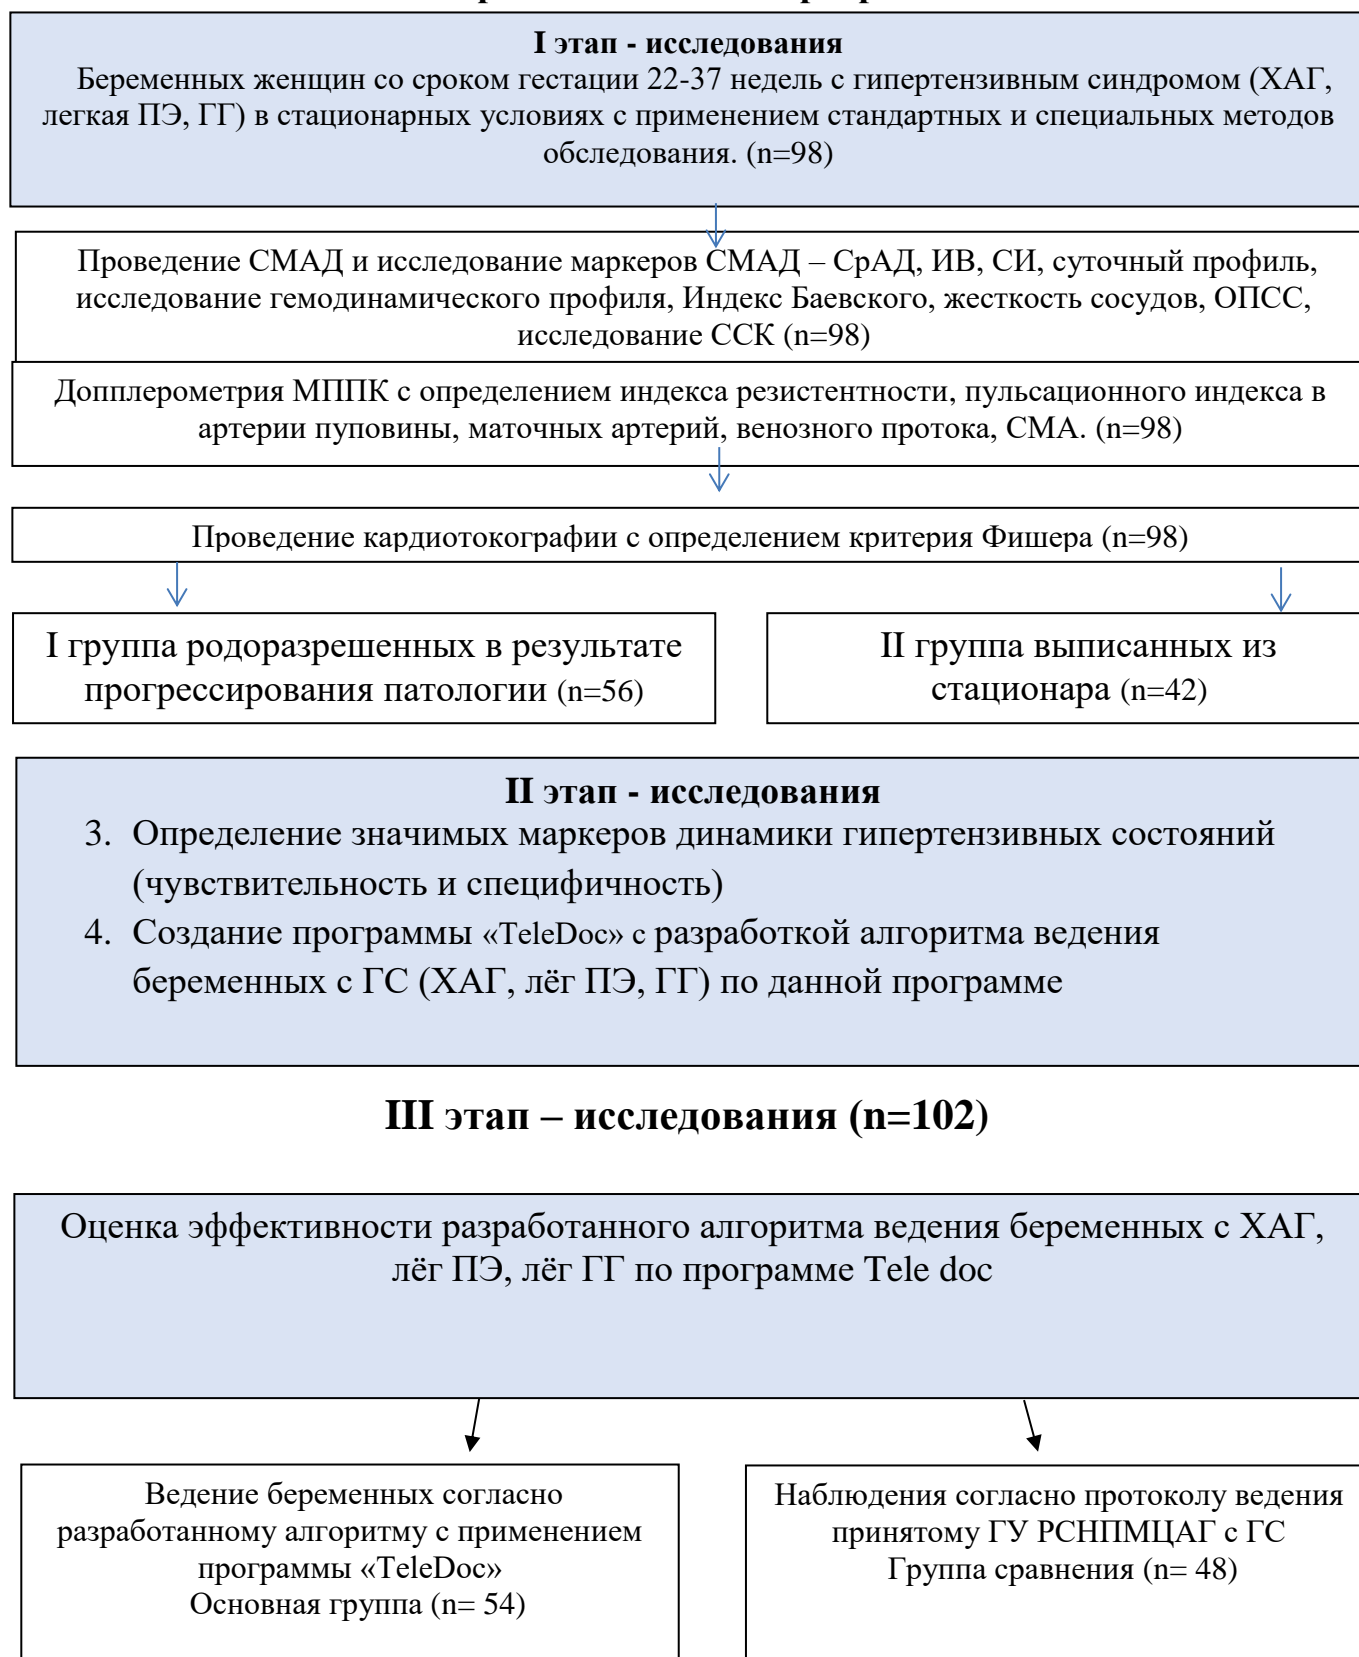 I этап - исследования
Беременных женщин со сроком гестации 22-37 недель с гипертензивным синдромом (ХАГ,
легкая ПЭ, ГГ) в стационарных условиях с применением стандартных и специальных методов
обследования. (n=98)
Проведение СМАД и исследование маркеров СМАД – СрАД, ИВ, СИ, суточный профиль,
исследование гемодинамического профиля, Индекс Баевского, жесткость сосудов, ОПСС,
исследование ССК (n=98)
Допплерометрия МППК с определением индекса резистентности, пульсационного индекса в
артерии пуповины, маточных артерий, венозного протока, СМА. (n=98)
Проведение кардиотокографии с определением критерия Фишера (n=98)
I группа родоразрешенных в результате
прогрессирования патологии (n=56)
II группа выписанных из
стационара (n=42)
II этап - исследования
3. Определение значимых маркеров динамики гипертензивных состояний
(чувствительность и специфичность)
4. Создание программы «TeleDoc» с разработкой алгоритма ведения
беременных с ГС (ХАГ, лёг ПЭ, ГГ) по данной программе
III этап – исследования (n=102)
Оценка эффективности разработанного алгоритма ведения беременных с ХАГ,
лёг ПЭ, лёг ГГ по программе Tele doc
Ведение беременных согласно
разработанному алгоритму с применением
программы «TeleDoc»
Основная группа (n= 54)
Наблюдения согласно протоколу ведения
принятому ГУ РСНПМЦАГ с ГС
Группа сравнения (n= 48)